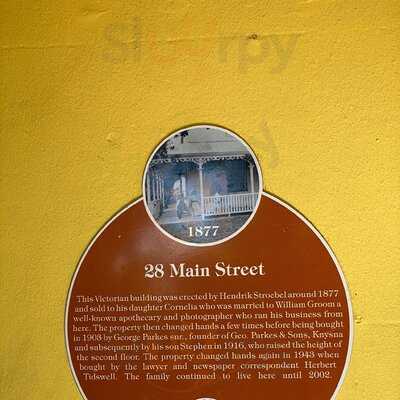 Slurrpy
1877
28 Main Street
This Victorian building was erected by Hendrik Stroebel around 1877
and sold to his daughter Cornelia who was married to William Groom a
well-known apothecary and photographer who ran his business from
here. The property then changed hands a few times before being bought
in 1903 by George Parkes snr., founder of Geo. Parkes & Sons, Knysna
and subsequently by his son Stephen in 1916, who raised the height of
the second floor. The property changed hands again in 1943 when
bought by the lawyer and newspaper correspondent Herbert
Tidswell. The family continued to live here until 2002.